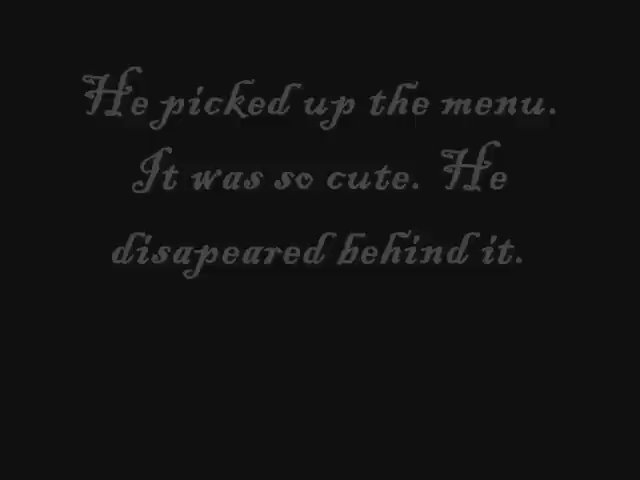 He picked up the menu.
It was so cute. He
disapeared behind it.